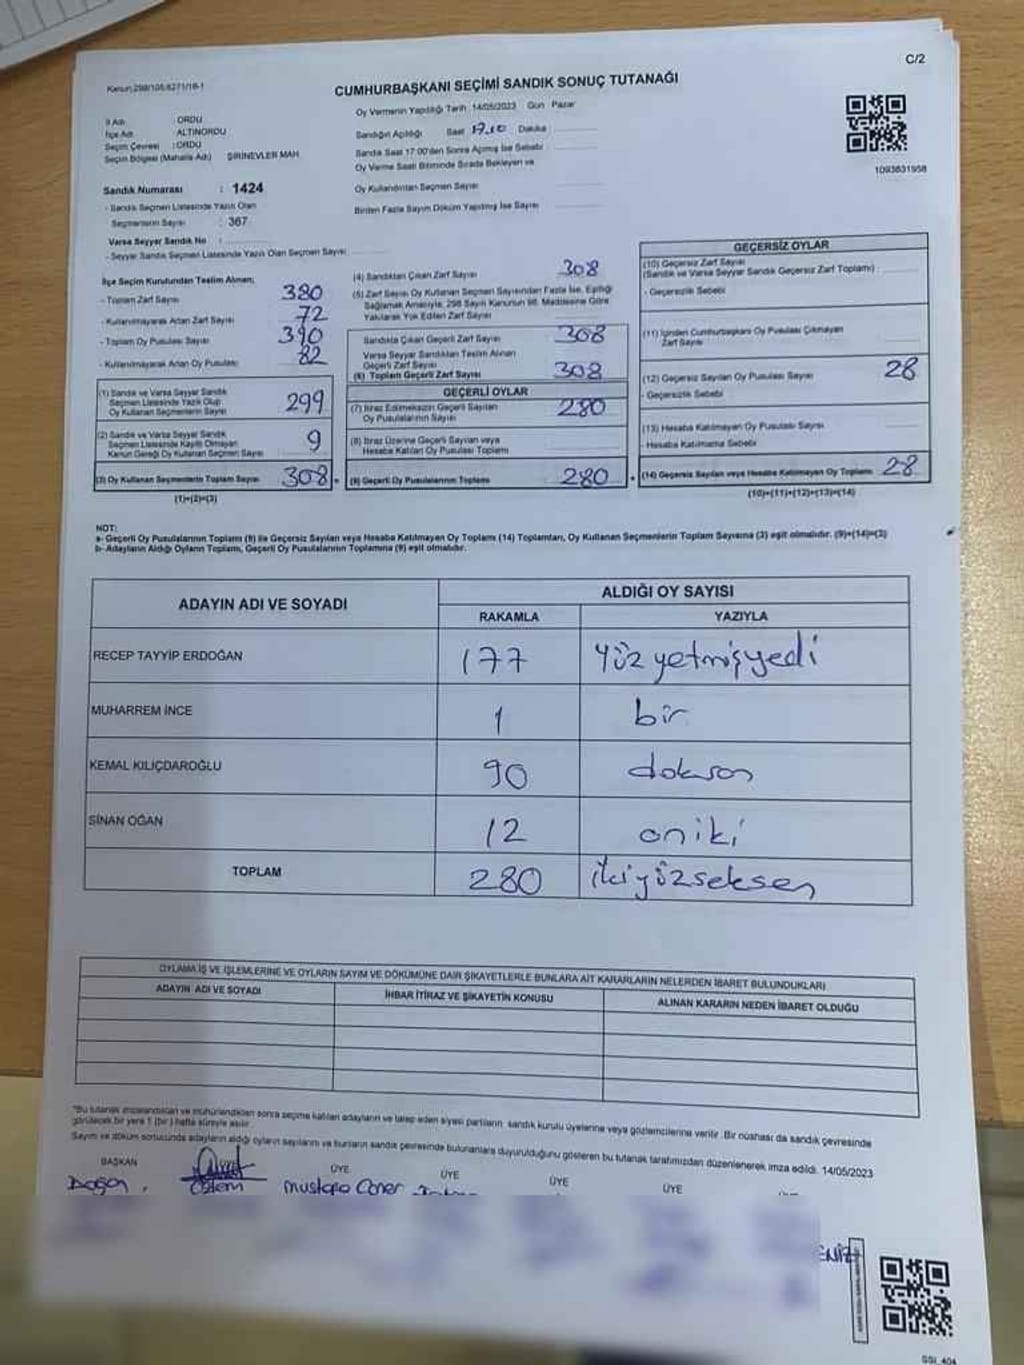 C/2
Kanun:298/105,6271/16-1
CUMHURBAŞKANI SEÇİMİ SANDIK SONUÇ TUTANAĞI
İl Adı : ORDU
İlçe Adı : ALTINORDU
Seçim Çevresi : ORDU
Seçim Bölgesi (Mahalle Adı) ŞİRİNEVLER MAH.
Sandık Numarası : 1424
- Sandık Seçmen Listesinde Yazılı Olan
Seçmenlerin Sayısı : 367
Varsa Seyyar Sandık No :
- Seyyar Sandık Seçmen Listesinde Yazılı Olan Seçmen Sayısı
Oy Vermenin Yapıldığı Tarih 14/05/2023 Gün Pazar
Sandığın Açılışı Saat 17.10 Dakika
Sandık Saat 17:00'den Sonra Açılmış İse Sebebi
Oy Verme Saati Bitiminde Sırada Bekleyen ve
Oy Kullandırılan Seçmen Sayısı
Birden Fazla Sayım Döküm Yapılmış İse Sayısı
1093831958
İlçe Seçim Kurulundan Teslim Alınan;
- Toplam Zarf Sayısı 380
- Kullanılmayarak Artan Zarf Sayısı 72
- Toplam Oy Pusulası Sayısı 390
- Kullanılmayarak Artan Oy Pusulası 82
(1) Sandık ve Varsa Seyyar Sandık
Seçmen Listesinde Yazılı Olup
Oy Kullanan Seçmenlerin Sayısı 299
(2) Sandık ve Varsa Seyyar Sandık
Seçmen Listesinde Kayıtlı Olmayan
Kanun Gereği Oy Kullanan Seçmen Sayısı 9
(3) Oy Kullanan Seçmenlerin Toplam Sayısı 308
(1)+(2)=(3)
(4) Sandıktan Çıkan Zarf Sayısı 308
(5) Zarf Sayısı Oy Kullanan Seçmen Sayısından Fazla İse, Eşitliği
Sağlamak Amacıyla, 298 Sayılı Kanunun 98. Maddesine Göre
Yakılarak Yok Edilen Zarf Sayısı
Sandıkta Çıkan Geçerli Zarf Sayısı 308
Varsa Seyyar Sandıktan Teslim Alınan
Geçerli Zarf Sayısı
(6) Toplam Geçerli Zarf Sayısı 308
GEÇERLİ OYLAR
(7) İtiraz Edilmeksizin Geçerli Sayılan
Oy Pusulalarının Sayısı 280
(8) İtiraz Üzerine Geçerli Sayılan veya
Hesaba Katılan Oy Pusulası Toplamı
(9) Geçerli Oy Pusulalarının Toplamı 280
GEÇERSİZ OYLAR
(10) Geçersiz Zarf Sayısı
(Sandık ve Varsa Seyyar Sandık Geçersiz Zarf Toplamı)
- Geçersizlik Sebebi
(11) İçinden Cumhurbaşkanı Oy Pusulası Çıkmayan
Zarf Sayısı
(12) Geçersiz Sayılan Oy Pusulası Sayısı 28
- Geçersizlik Sebebi
(13) Hesaba Katılmayan Oy Pusulası Sayısı
- Hesaba Katılmama Sebebi
(14) Geçersiz Sayılan veya Hesaba Katılmayan Oy Toplamı 28
(10)+(11)+(12)+(13)=(14)
NOT:
a- Geçerli Oy Pusulalarının Toplamı (9) ile Geçersiz Sayılan veya Hesaba Katılmayan Oy Toplamı (14) Toplamları, Oy Kullanan Seçmenlerin Toplam Sayısına (3) eşit olmalıdır. (9)+(14)=(3)
b- Adayların Aldığı Oyların Toplamı, Geçerli Oy Pusulalarının Toplamına (9) eşit olmalıdır.
ADAYIN ADI VE SOYADI
ALDIĞI OY SAYISI
RAKAMLA YAZIYLA
RECEP TAYYİP ERDOĞAN 177 Yüz yetmişyedi
MUHARREM İNCE 1 bir
KEMAL KILIÇDAROĞLU 90 doksan
SİNAN OĞAN 12 oniki
TOPLAM 280 ikiyüzseksen
OYLAMA İŞ VE İŞLEMLERİNE VE OYLARIN SAYIM VE DÖKÜMÜNE DAİR ŞİKAYETLERLE BUNLARA AİT KARARLARIN NELERDEN İBARET BULUNDUKLARI
ADAYIN ADI VE SOYADI İHBAR İTİRAZ VE ŞİKAYETİN KONUSU ALINAN KARARIN NEDEN İBARET OLDUĞU
*Bu tutanak imzalandıktan ve mühürlendikten sonra seçime katılan adayların ve talep eden siyasi partilerin sandık kurulu üyelerine veya gözlemcilerine verilir. Bir nüshası da sandık çevresinde
görülecek bir yere 1 (bir) hafta süreyle asılır.
Sayım ve döküm sonucunda adayların aldığı oyların sayılarını ve bunların sandık çevresinde bulunanlara duyurulduğunu gösteren bu tutanak tarafımızdan düzenlenerek imza edildi. 14/05/2023
BAŞKAN ÜYE ÜYE ÜYE ÜYE
Doğan Özlem Mustafa Caner